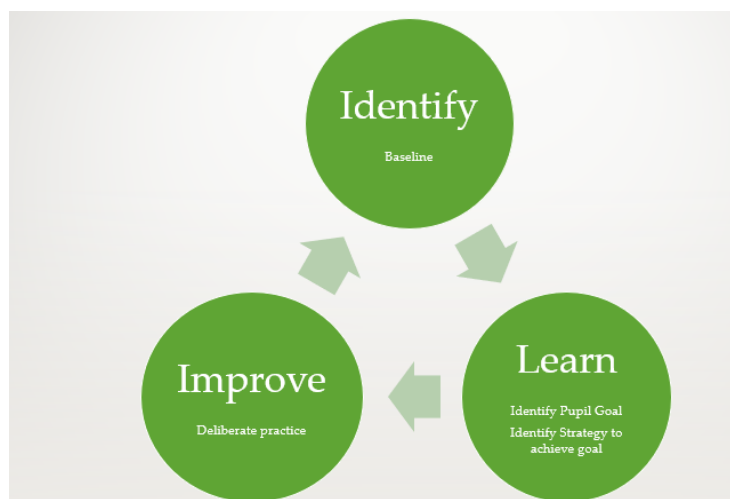 Identify
Baseline
Learn
Identify Pupil Goal
Identify Strategy to
achieve goal
Improve
Deliberate practice